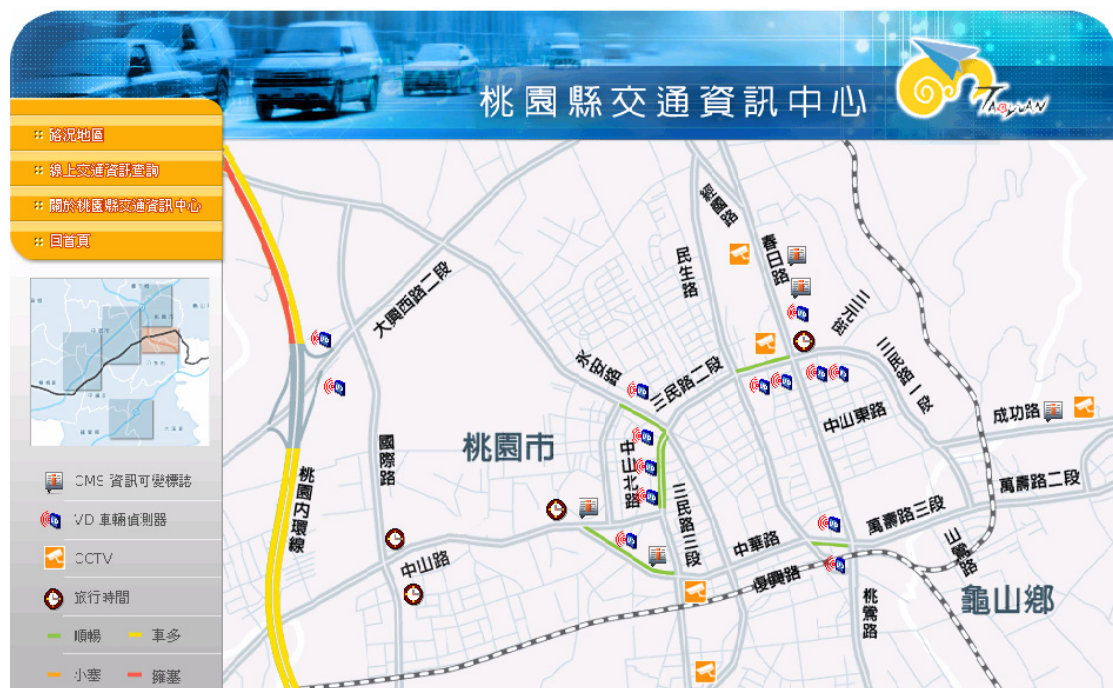 桃園縣交通資訊中心
TAOYUAN
路況地圖
線上交通資訊查詢
關於桃園縣交通資訊中心
回首頁
CMS 資訊可變標誌
VD 車輛偵測器
CCTV
旅行時間
順暢
車多
小塞
擁塞
經國路
春日路
民生路
大興西路二段
三元街
永安路
三民路二段
三民路一段
中山東路
成功路
桃園市
國際路
中山北路
桃園內環線
三民路三段
萬壽路二段
萬壽路三段
中華路
山鶯路
中山路
復興路
桃鶯路
龜山鄉